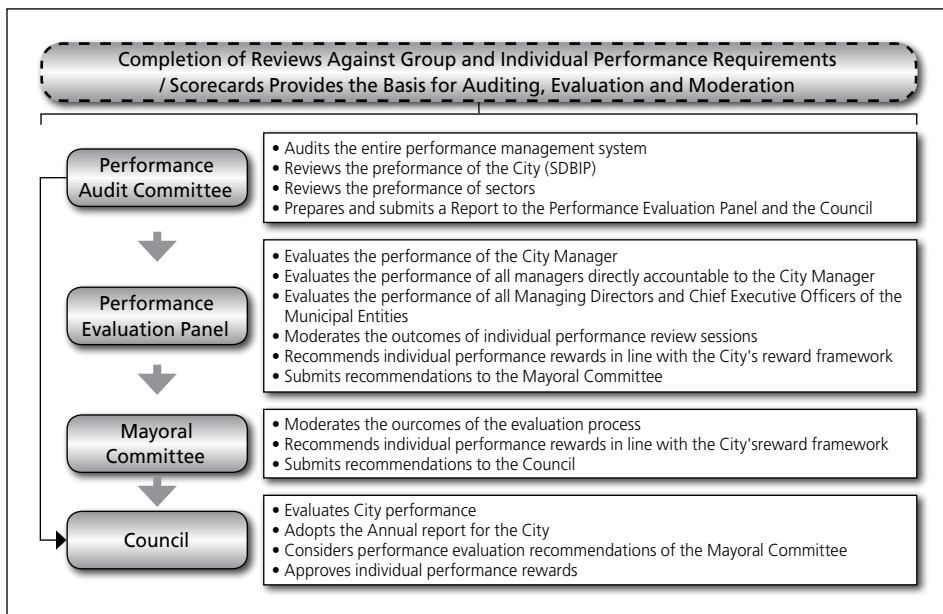 Completion of Reviews Against Group and Individual Performance Requirements
/ Scorecards Provides the Basis for Auditing, Evaluation and Moderation
Performance
Audit Committee
• Audits the entire performance management system
• Reviews the preformance of the City (SDBIP)
• Reviews the preformance of sectors
• Prepares and submits a Report to the Performance Evaluation Panel and the Council
Performance
Evaluation Panel
• Evaluates the performance of the City Manager
• Evaluates the performance of all managers directly accountable to the City Manager
• Evaluates the performance of all Managing Directors and Chief Executive Officers of the
Municipal Entities
• Moderates the outcomes of individual performance review sessions
• Recommends individual performance rewards in line with the City's reward framework
• Submits recommendations to the Mayoral Committee
Mayoral
Committee
• Moderates the ourcomes of the evaluation process
• Recommends individual performance rewards in line with the City'sreward framework
• Submits recommendations to the Council
Council
• Evaluates City performance
• Adopts the Annual report for the City
• Considers performance evaluation recommendations of the Mayoral Committee
• Approves individual performance rewards